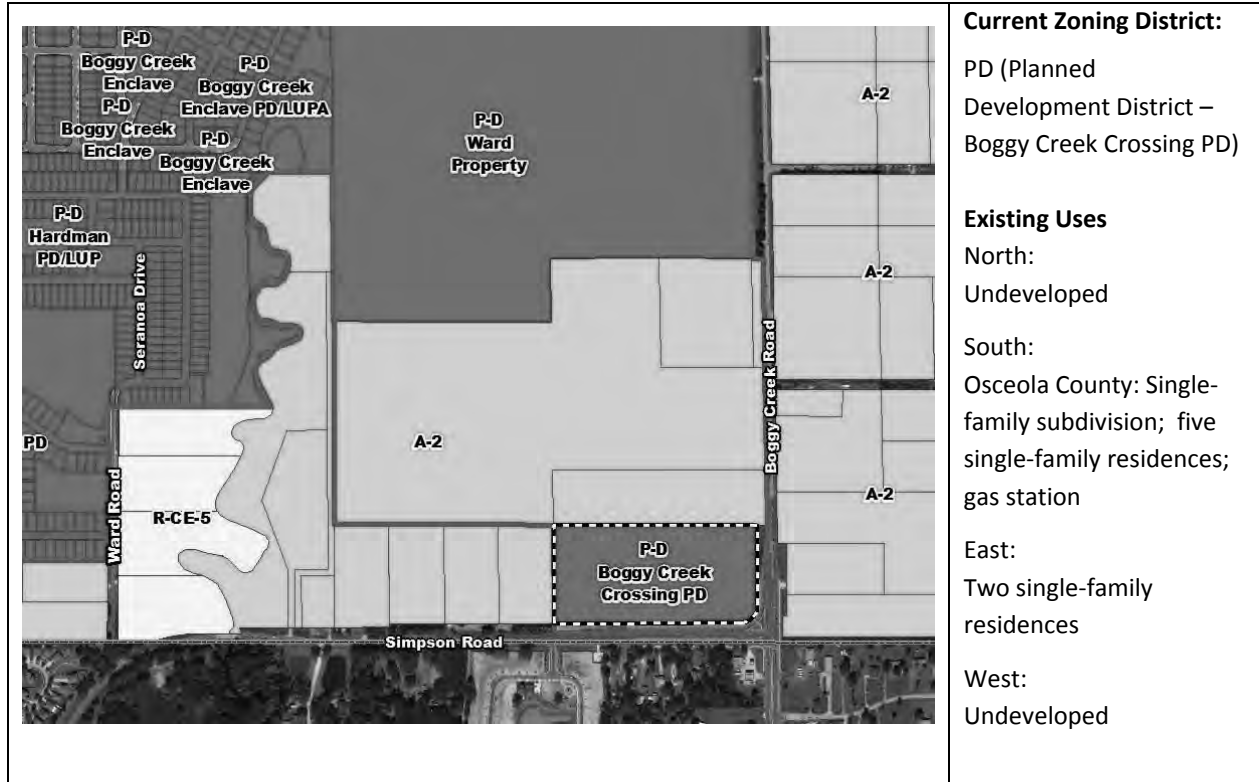 P-D
Boggy Creek
Enclave
P-D
Boggy Creek
Enclave PD/LUPA
P-D
Boggy Creek
Enclave
P-D
Boggy Creek
Enclave
P-D
Hardman
PD/LUP
Seranoa Drive
PD
Ward Road
R-CE-5
P-D
Ward
Property
A-2
A-2
A-2
A-2
Boggy Creek Road
P-D
Boggy Creek
Crossing PD
Simpson Road
Current Zoning District:
PD (Planned
Development District –
Boggy Creek Crossing PD)
Existing Uses
North:
Undeveloped
South:
Osceola County: Single-
family subdivision; five
single-family residences;
gas station
East:
Two single-family
residences
West:
Undeveloped